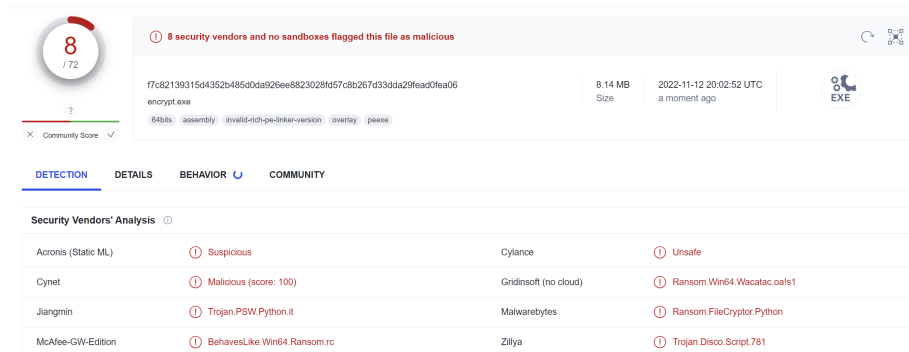 8
/ 72
?
Community Score
8 security vendors and no sandboxes flagged this file as malicious
f7c82139315d4352b485d0da926ee8823028fd57c8b267d33dda29fead0fea06
encrypt.exe
64bits assembly invalid-rich-pe-linker-version overlay peexe
8.14 MB
Size
2022-11-12 20:02:52 UTC
a moment ago
EXE
DETECTION DETAILS BEHAVIOR COMMUNITY
Security Vendors' Analysis
Acronis (Static ML) Suspicious Cylance Unsafe
Cynet Malicious (score: 100) Gridinsoft (no cloud) Ransom.Win64.Wacatac.oa!s1
Jiangmin Trojan.PSW.Python.it Malwarebytes Ransom.FileCryptor.Python
McAfee-GW-Edition BehavesLike.Win64.Ransom.rc Zillya Trojan.Disco.Script.781